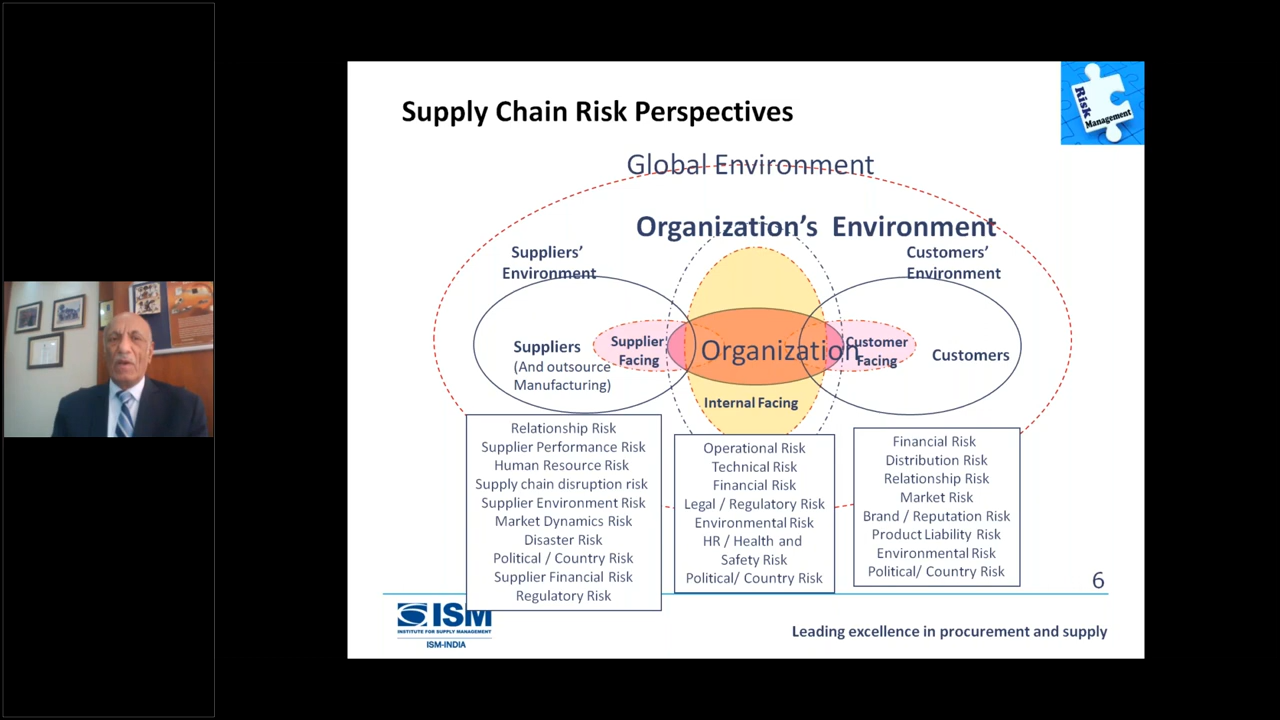 Supply Chain Risk Perspectives
Risk
Management
Global Environment
Organization's Environment
Suppliers'
Environment
Customers'
Environment
Suppliers
(And outsource
Manufacturing)
Supplier
Facing
Organization
Customer
Facing
Customers
Internal Facing
Relationship Risk
Supplier Performance Risk
Human Resource Risk
Supply chain disruption risk
Supplier Environment Risk
Market Dynamics Risk
Disaster Risk
Political / Country Risk
Supplier Financial Risk
Regulatory Risk
Operational Risk
Technical Risk
Financial Risk
Legal / Regulatory Risk
Environmental Risk
HR / Health and
Safety Risk
Political/ Country Risk
Financial Risk
Distribution Risk
Relationship Risk
Market Risk
Brand / Reputation Risk
Product Liability Risk
Environmental Risk
Political/ Country Risk
6
ISM
INSTITUTE FOR SUPPLY MANAGEMENT
ISM-INDIA
Leading excellence in procurement and supply